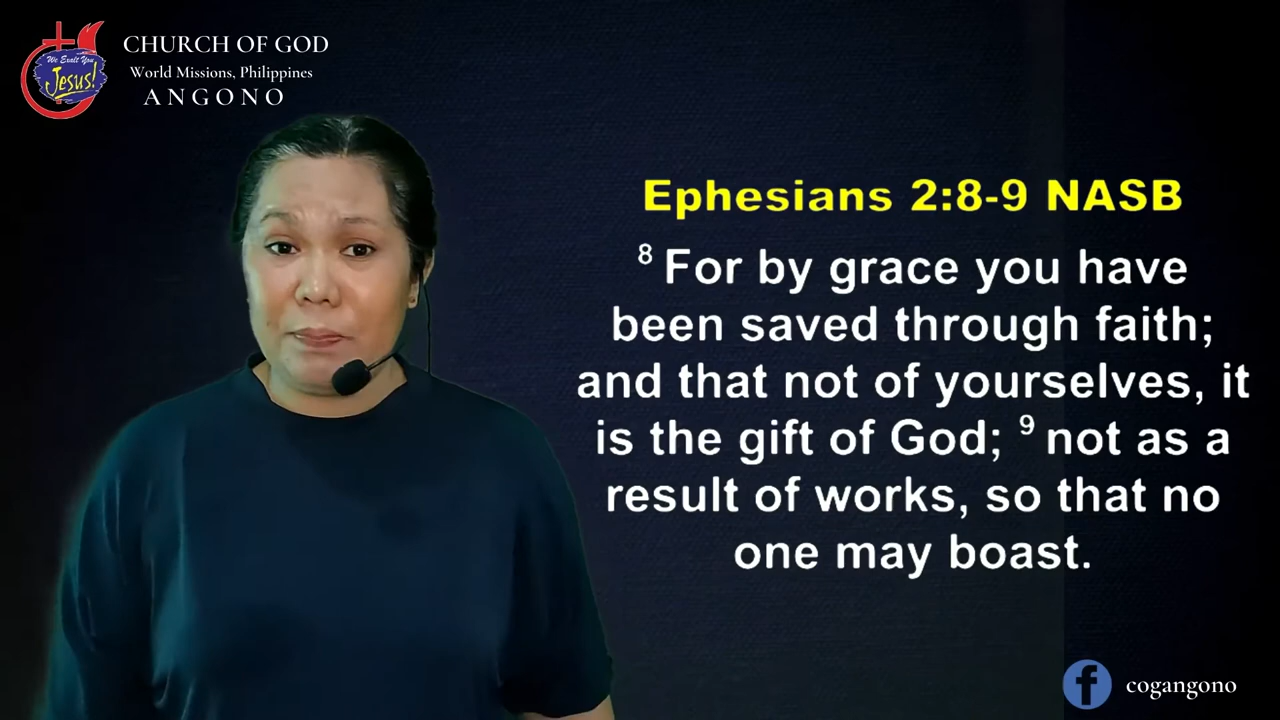 We Exalt You
Jesus!
CHURCH OF GOD
World Missions, Philippines
ANGONO
Ephesians 2:8-9 NASB
8 For by grace you have
been saved through faith;
and that not of yourselves, it
is the gift of God; 9 not as a
result of works, so that no
one may boast.
f cogangono